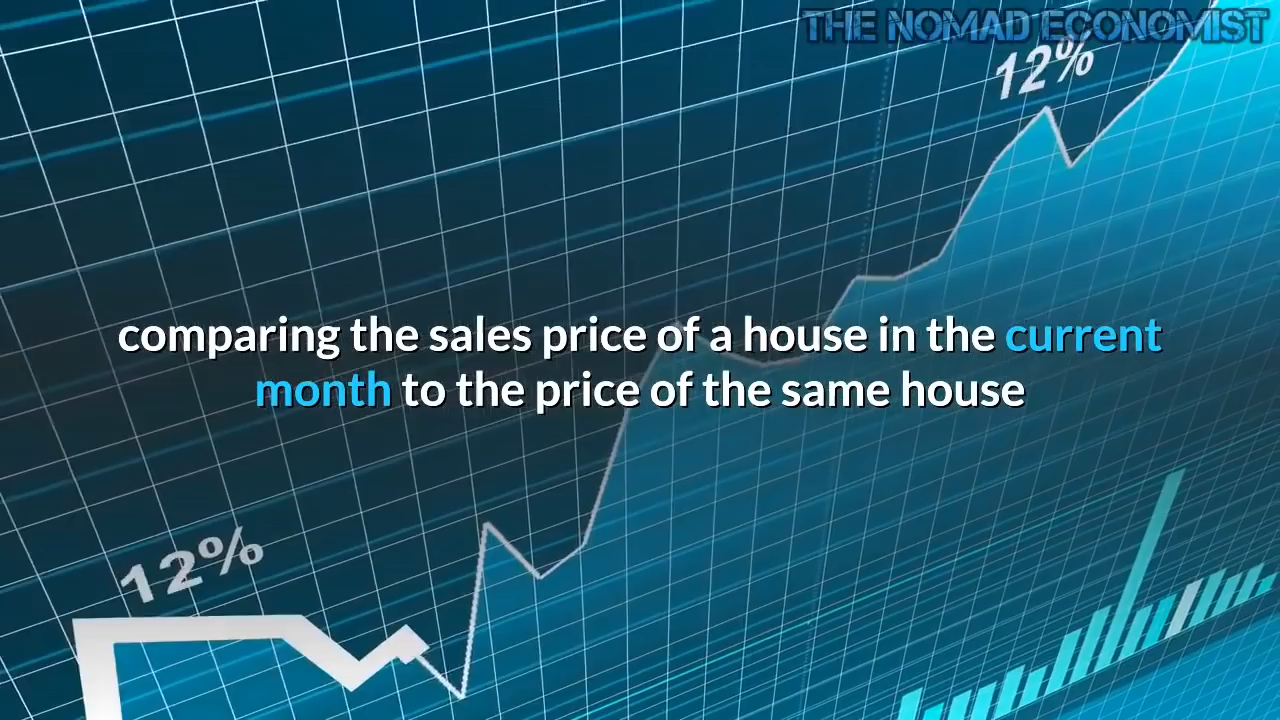 THE NOMAD ECONOMIST
12%
comparing the sales price of a house in the current
month to the price of the same house
12%